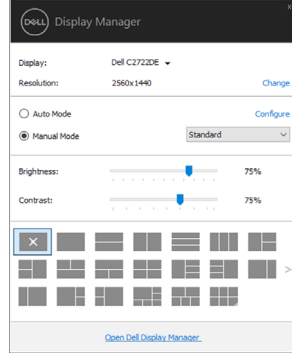 DELL Display Manager
Display: Dell C2722DE
Resolution: 2560x1440 Change
Auto Mode Configure
Manual Mode Standard
Brightness: 75%
Contrast: 75%
Open Dell Display Manager